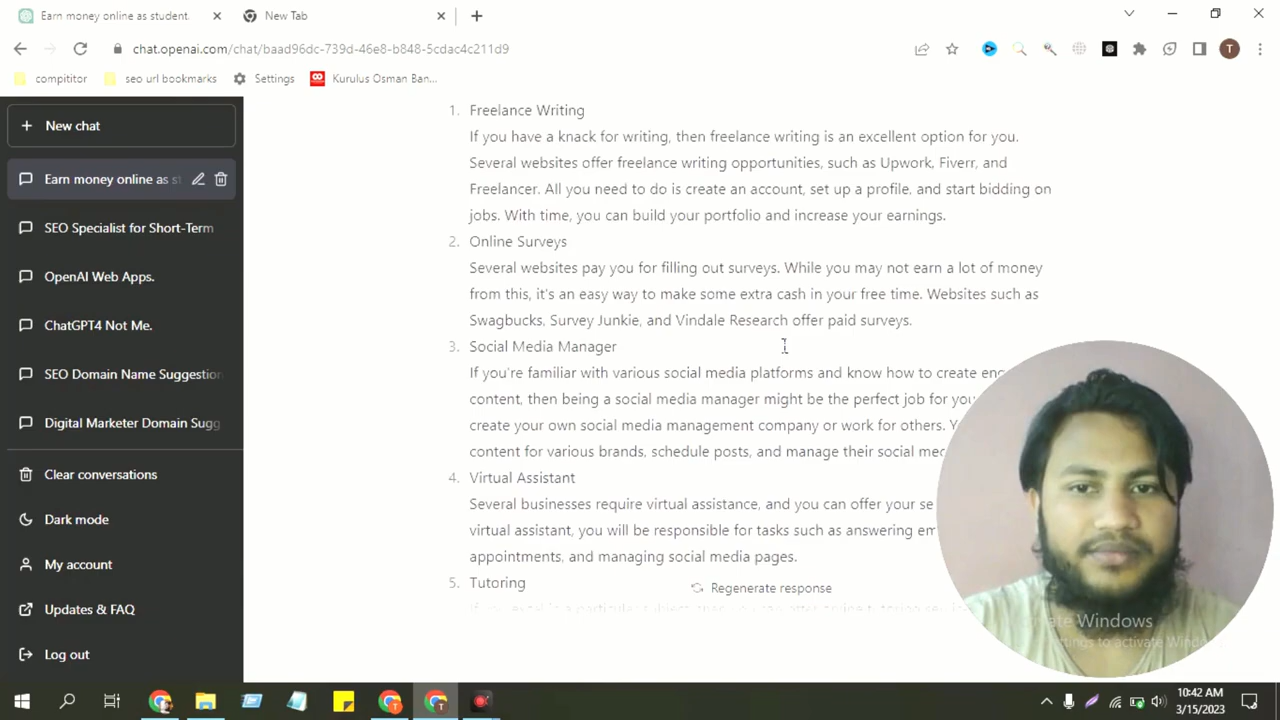 Earn money online as student.
New Tab
chat.openai.com/chat/baad96dc-739d-46e8-b848-5cdac4c211d9
T
compititor
seo url bookmarks
Settings
Kurulus Osman Ban...
New chat
Earn money online as st
SEO Specialist for Short-Term
OpenAI Web Apps.
ChatGPT4 Not Me.
SEO Domain Name Suggestion
Digital Marketer Domain Sugg
Clear conversations
Dark mode
My account
Updates & FAQ
Log out
1. Freelance Writing
If you have a knack for writing, then freelance writing is an excellent option for you.
Several websites offer freelance writing opportunities, such as Upwork, Fiverr, and
Freelancer. All you need to do is create an account, set up a profile, and start bidding on
jobs. With time, you can build your portfolio and increase your earnings.
2. Online Surveys
Several websites pay you for filling out surveys. While you may not earn a lot of money
from this, it's an easy way to make some extra cash in your free time. Websites such as
Swagbucks, Survey Junkie, and Vindale Research offer paid surveys.
3. Social Media Manager
If you're familiar with various social media platforms and know how to create
content, then being a social media manager might be the perfect job for
create your own social media management company or work for others.
content for various brands, schedule posts, and manage their social
4. Virtual Assistant
Several businesses require virtual assistance, and you can offer your
virtual assistant, you will be responsible for tasks such as answering
appointments, and managing social media pages.
5. Tutoring
Regenerate response
Activate Windows
settings to activate Windows
10:42 AM
3/15/2023